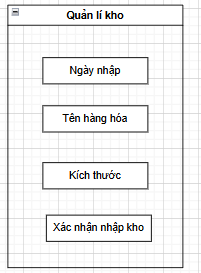 Quản lí kho
Ngày nhập
Tên hàng hóa
Kích thước
Xác nhận nhập kho